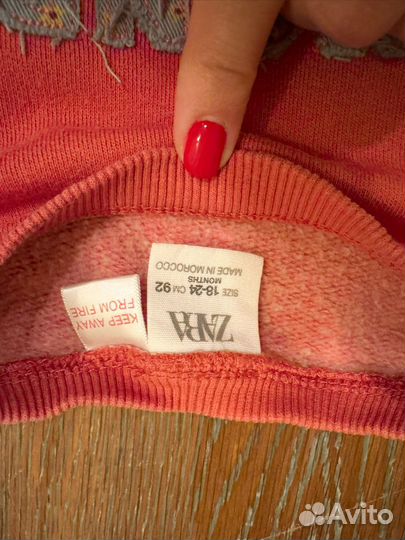 ZARA
SIZE 18-24 CM 92
MONTHS
MADE IN MOROCCO
KEEP AWAY
FROM FIRE
Avito